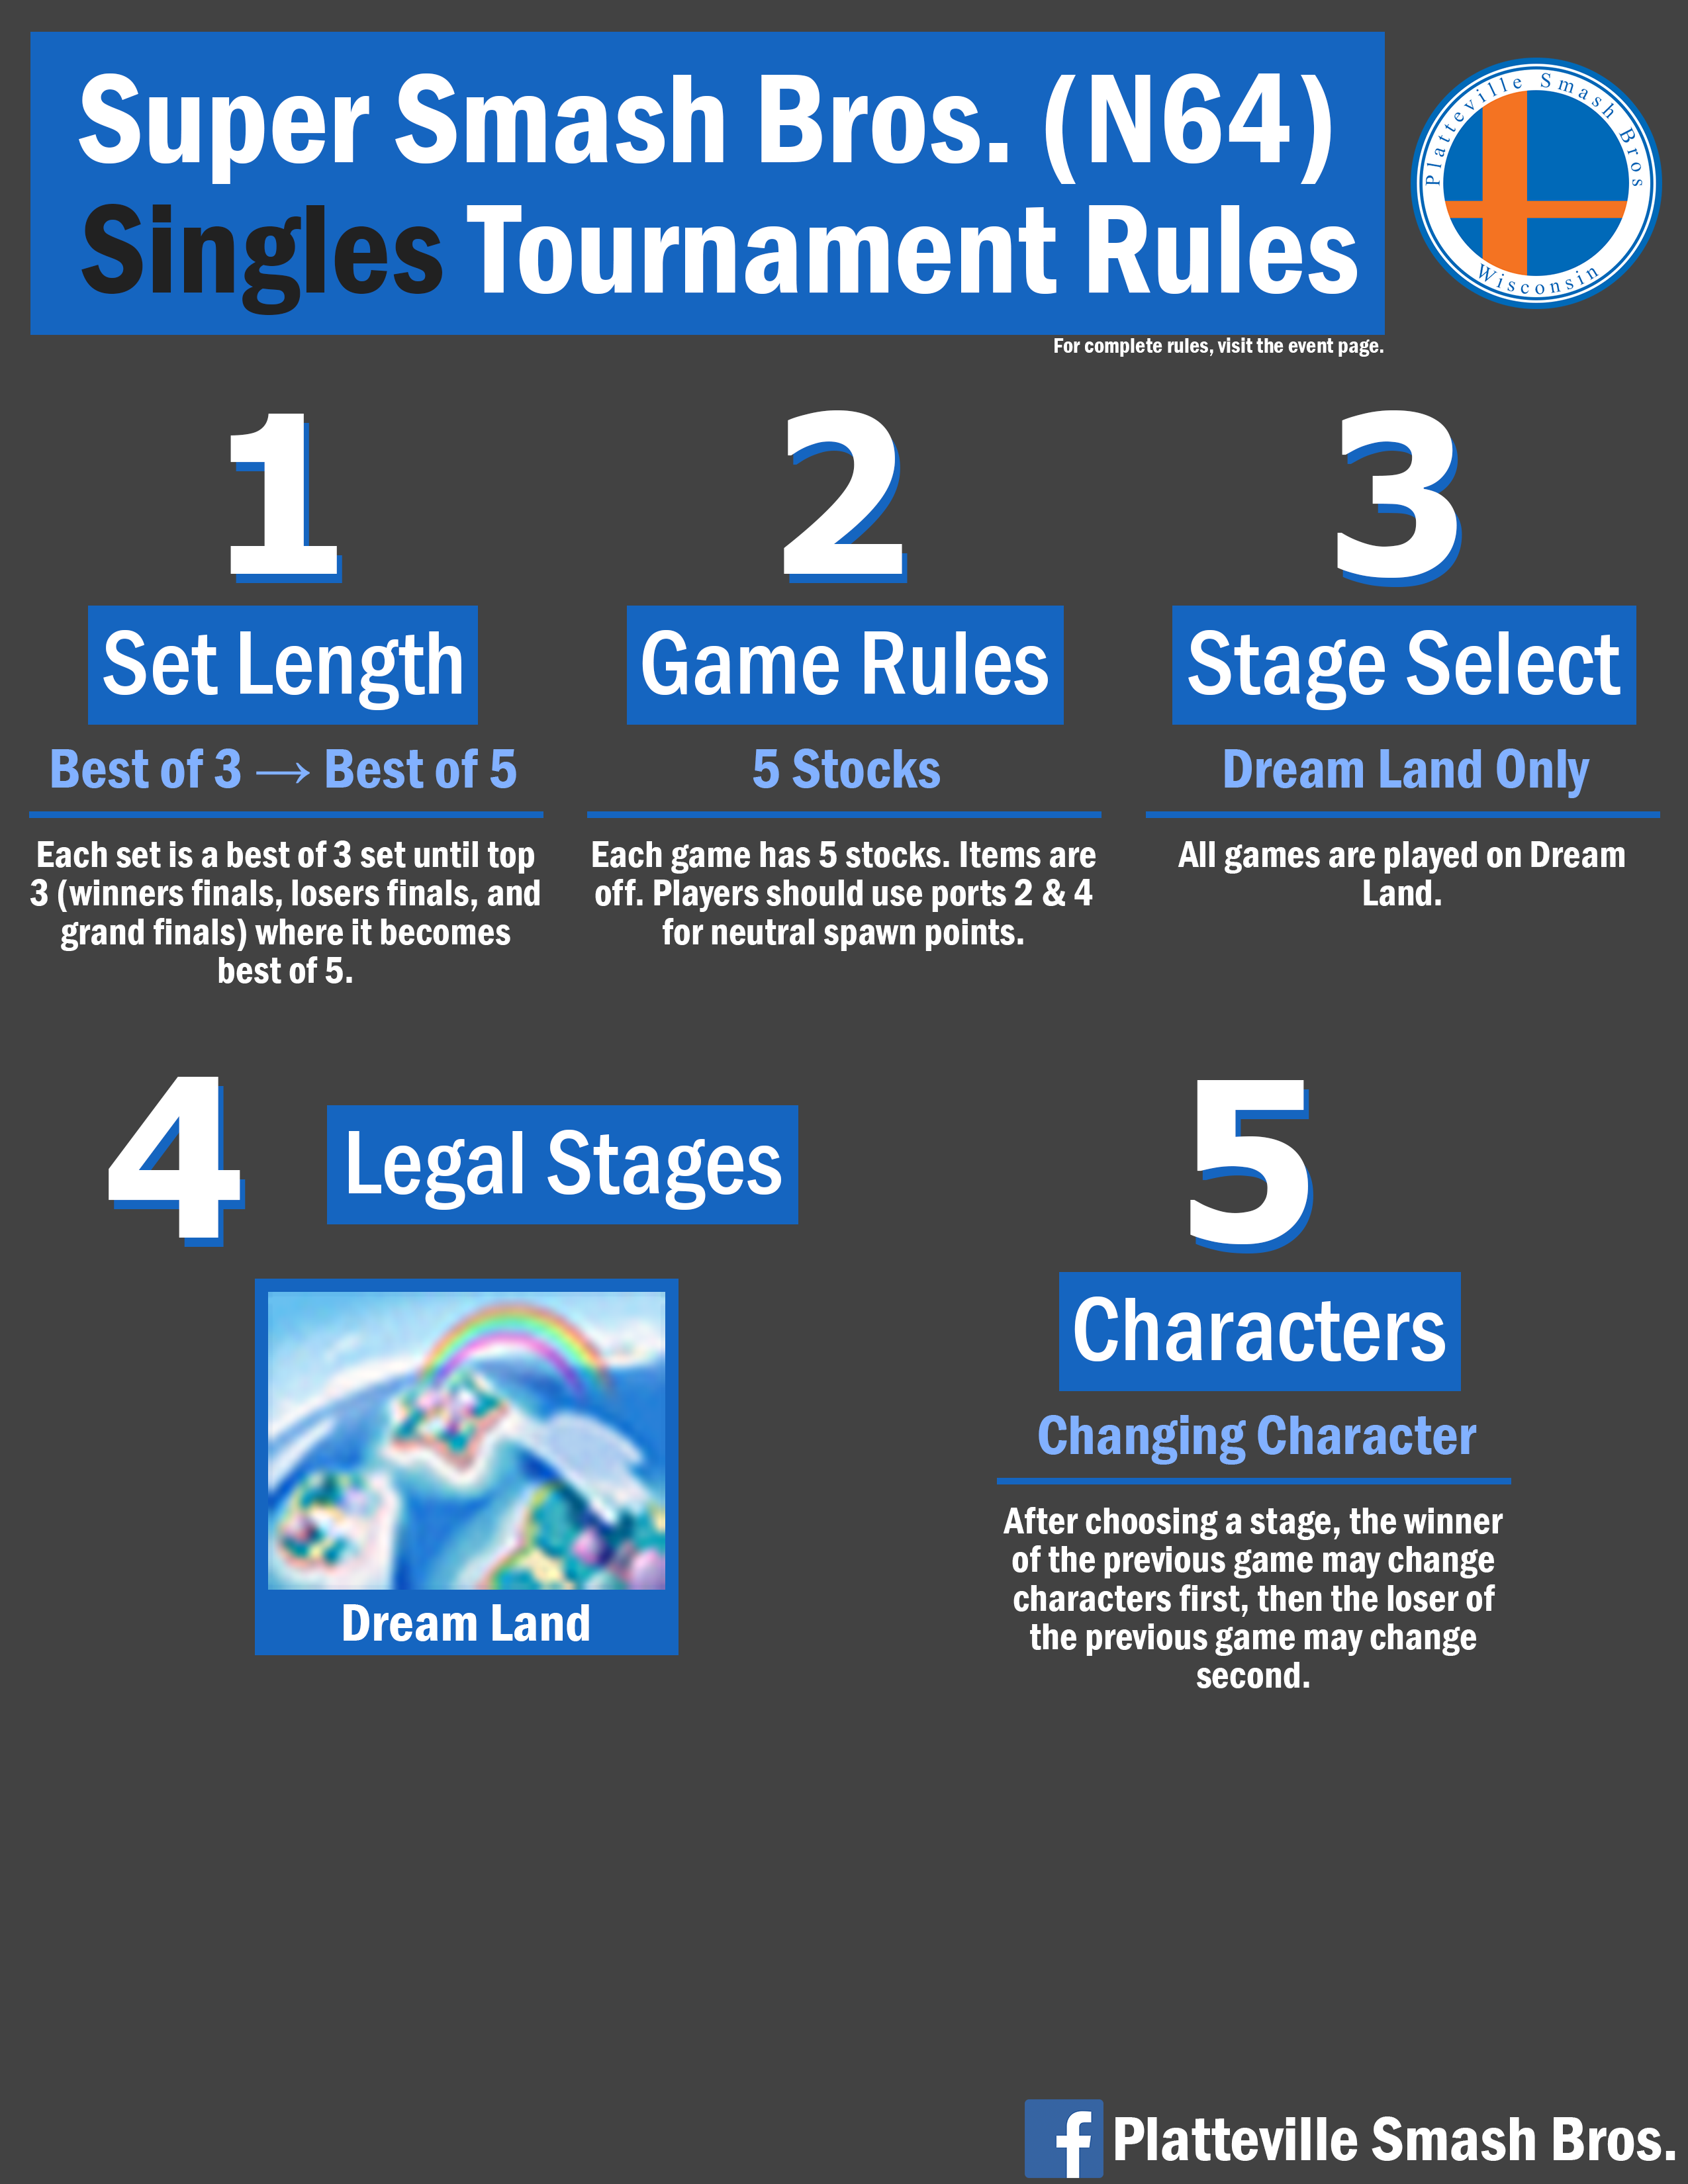 Super Smash Bros. (N64)
Singles Tournament Rules
Platteville Smash Bros
Wisconsin
For complete rules, visit the event page.
1
Set Length
Best of 3 → Best of 5
Each set is a best of 3 set until top
3 (winners finals, losers finals, and
grand finals) where it becomes
best of 5.
2
Game Rules
5 Stocks
Each game has 5 stocks. Items are
off. Players should use ports 2 & 4
for neutral spawn points.
3
Stage Select
Dream Land Only
All games are played on Dream
Land.
4
Legal Stages
Dream Land
5
Characters
Changing Character
After choosing a stage, the winner
of the previous game may change
characters first, then the loser of
the previous game may change
second.
f
Platteville Smash Bros.